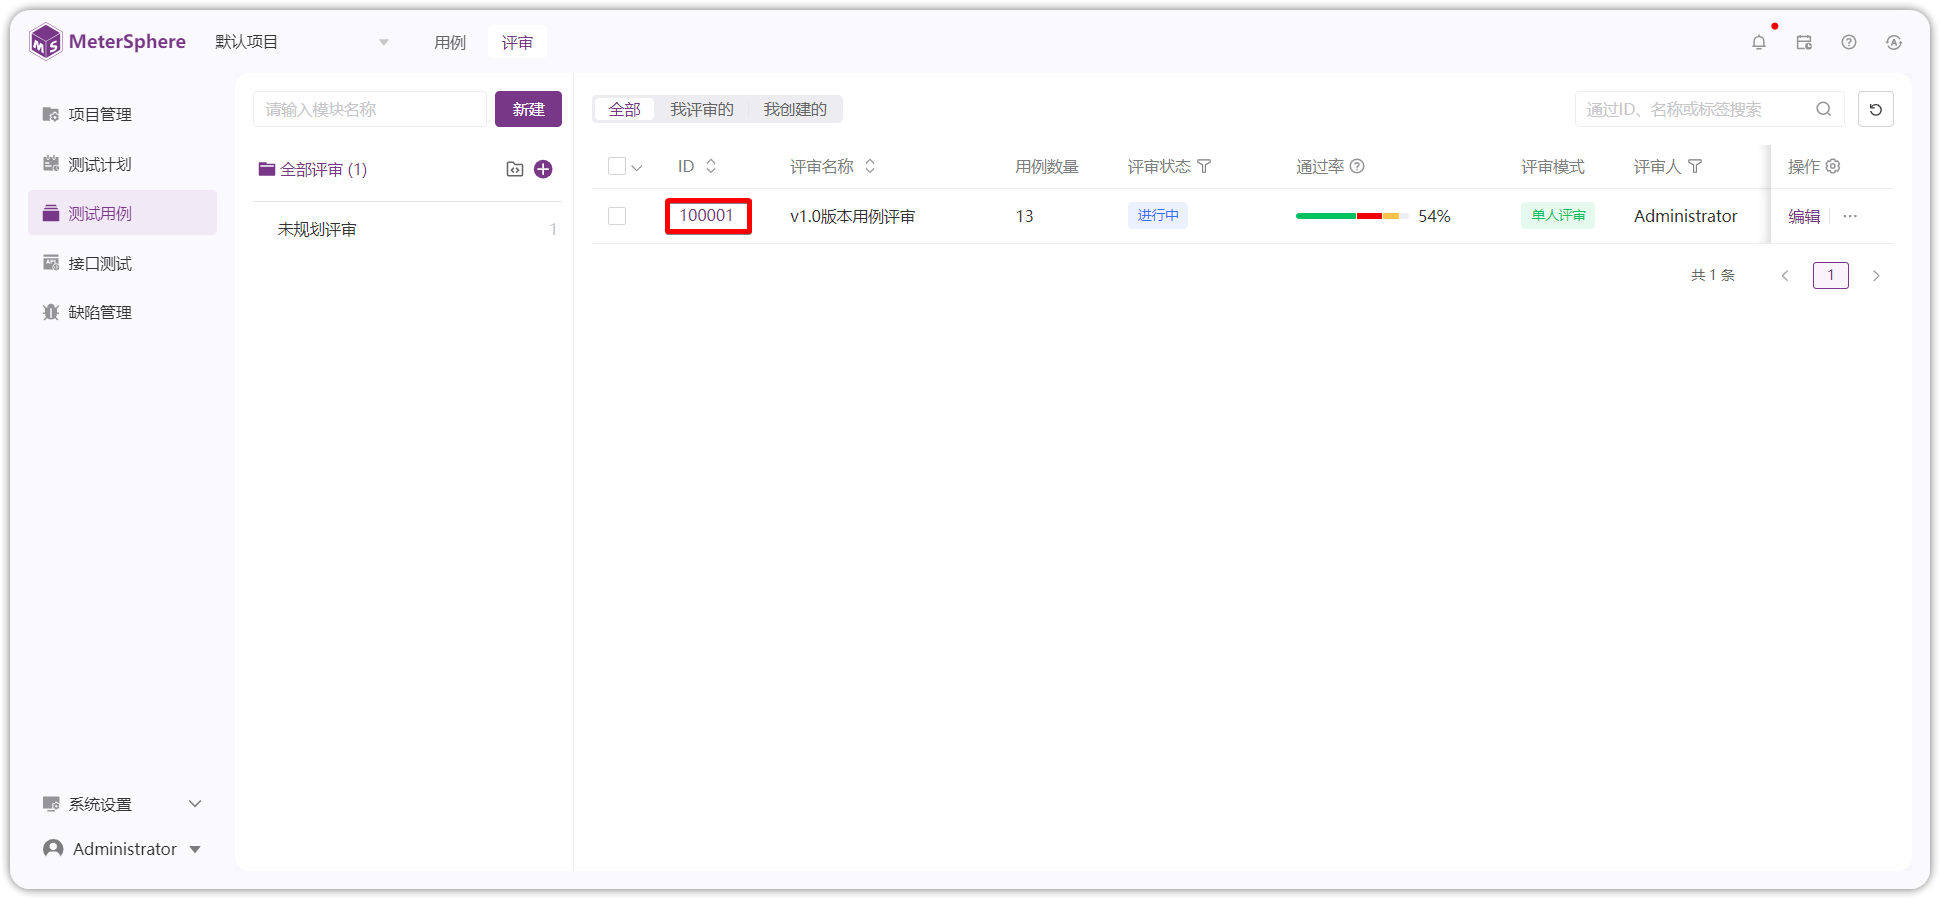 MeterSphere
默认项目
用例
评审
项目管理
测试计划
测试用例
接口测试
缺陷管理
系统设置
Administrator
请输入模块名称
新建
全部评审 (1)
未规划评审 1
全部 我评审的 我创建的
通过ID、名称或标签搜索
ID 评审名称 用例数量 评审状态 通过率 评审模式 评审人 操作
100001 v1.0版本用例评审 13 进行中 54% 单人评审 Administrator 编辑 ···
共 1 条 1